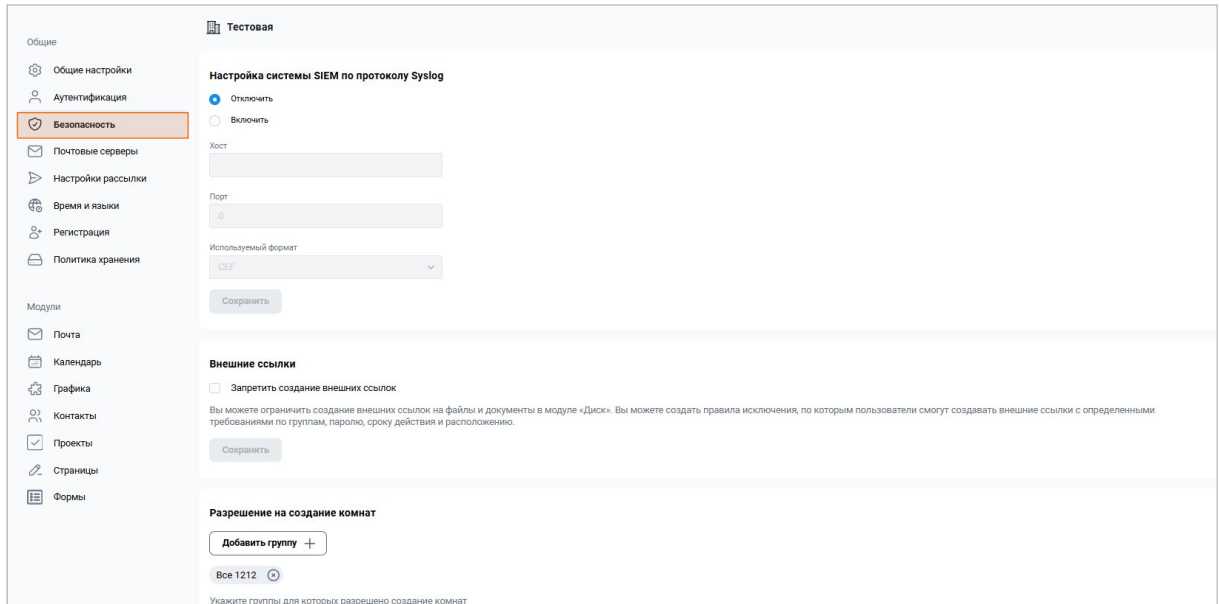 Тестовая
Общие
Общие настройки
Аутентификация
Безопасность
Почтовые серверы
Настройки рассылки
Время и языки
Регистрация
Политика хранения
Модули
Почта
Календарь
Графика
Контакты
Проекты
Страницы
Формы
Настройка системы SIEM по протоколу Syslog
Отключить
Включить
Хост
Порт
0
Используемый формат
CEF
Сохранить
Внешние ссылки
Запретить создание внешних ссылок
Вы можете ограничить создание внешних ссылок на файлы и документы в модуле «Диск». Вы можете создать правила исключения, по которым пользователи смогут создавать внешние ссылки с определенными
требованиями по группам, паролю, сроку действия и расположению.
Сохранить
Разрешение на создание комнат
Добавить группу
Все 1212
Укажите группы для которых разрешено создание комнат